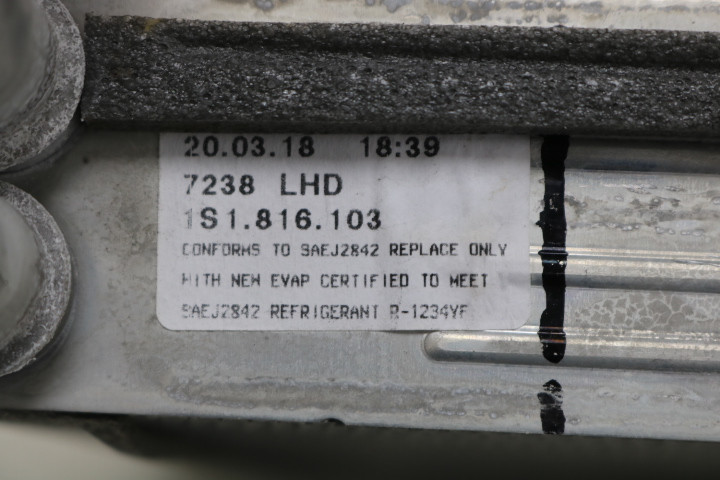 20.03.18 18:39
7238 LHD
1S1.816.103
CONFORMS TO SAEJ2842 REPLACE ONLY
WITH NEW EVAP CERTIFIED TO MEET
SAEJ2842 REFRIGERANT R-1234YF